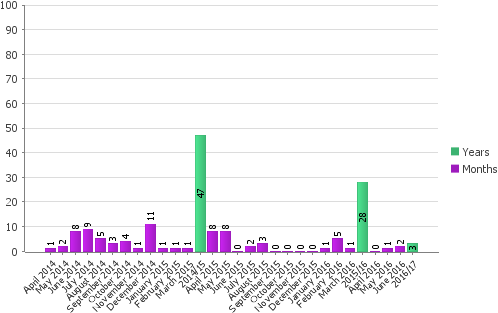 100
90
80
70
60
50
40
30
20
10
0
1
2
8
9
5
3
4
1
11
1
1
1
47
8
8
0
2
3
0
0
0
0
1
5
1
28
0
1
2
3
April 2014
May 2014
June 2014
July 2014
August 2014
September 2014
October 2014
November 2014
December 2014
January 2015
February 2015
March 2015
2014/15
April 2015
May 2015
June 2015
July 2015
August 2015
September 2015
October 2015
November 2015
December 2015
January 2016
February 2016
March 2016
2015/16
April 2016
May 2016
June 2016
2016/17
Years
Months